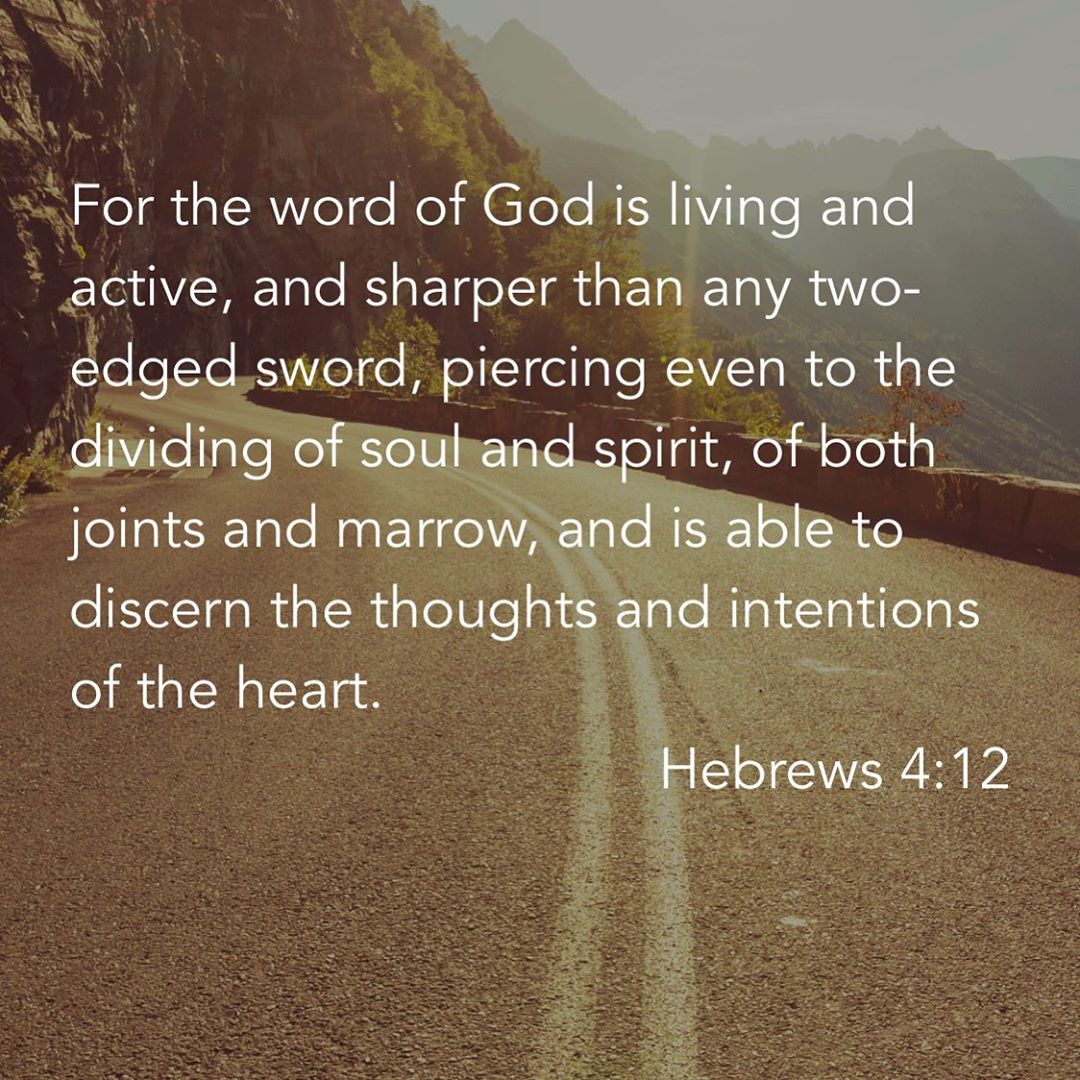 For the word of God is living and
active, and sharper than any two-
edged sword, piercing even to the
dividing of soul and spirit, of both
joints and marrow, and is able to
discern the thoughts and intentions
of the heart.
Hebrews 4:12